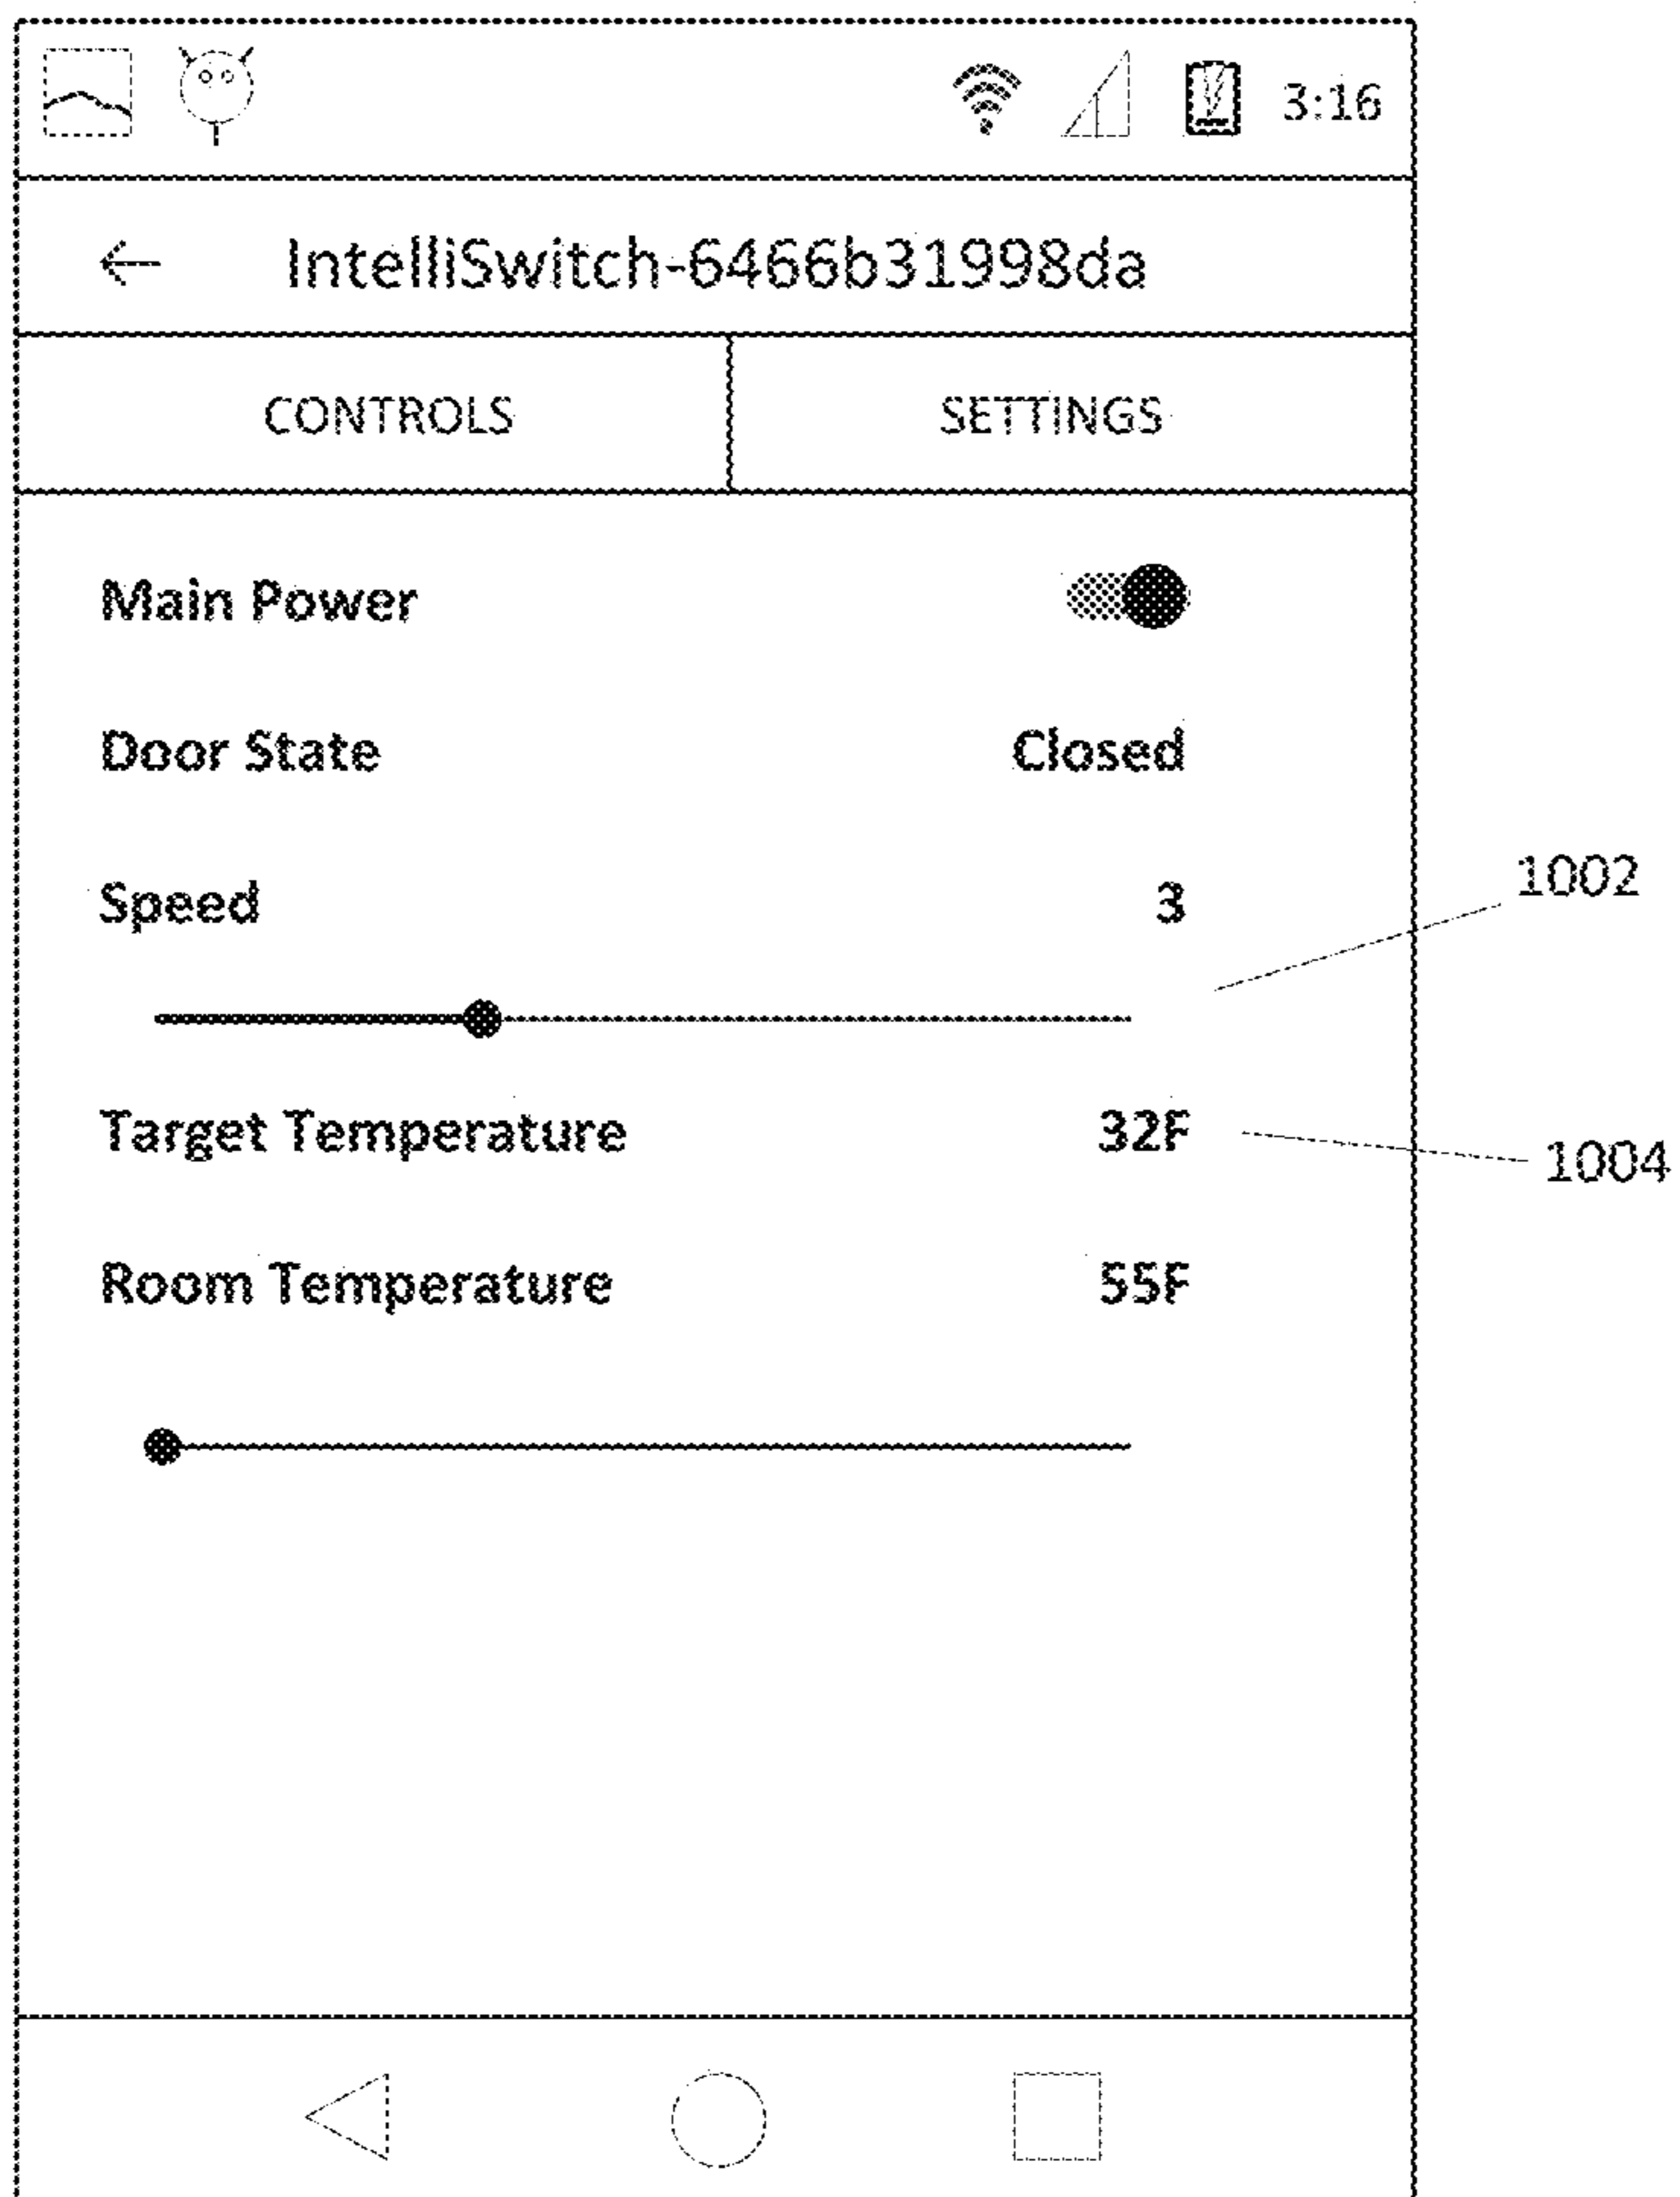 3:16
← IntelliSwitch-6466b31998da
CONTROLS SETTINGS
Main Power
Door State Closed
Speed 3
1002
Target Temperature 32F
1004
Room Temperature 55F